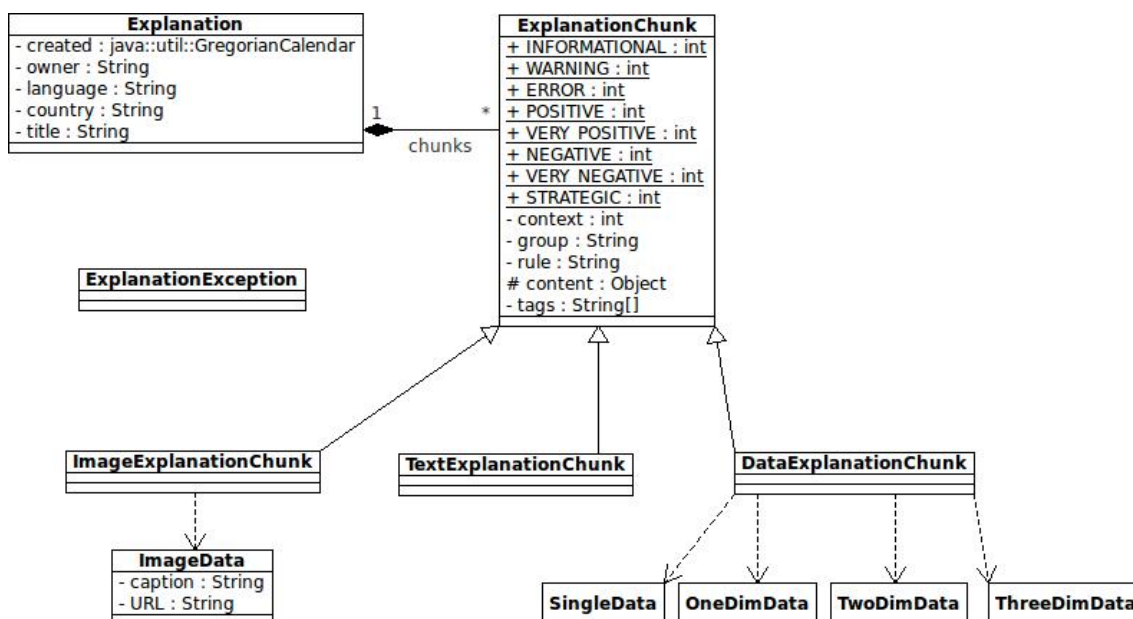 Explanation
- created : java::util::GregorianCalendar
- owner : String
- language : String
- country : String
- title : String
1
*
chunks
ExplanationChunk
+ INFORMATIONAL : int
+ WARNING : int
+ ERROR : int
+ POSITIVE : int
+ VERY_POSITIVE : int
+ NEGATIVE : int
+ VERY_NEGATIVE : int
+ STRATEGIC : int
- context : int
- group : String
- rule : String
# content : Object
- tags : String[]
ExplanationException
ImageExplanationChunk
TextExplanationChunk
DataExplanationChunk
ImageData
- caption : String
- URL : String
SingleData
OneDimData
TwoDimData
ThreeDimData